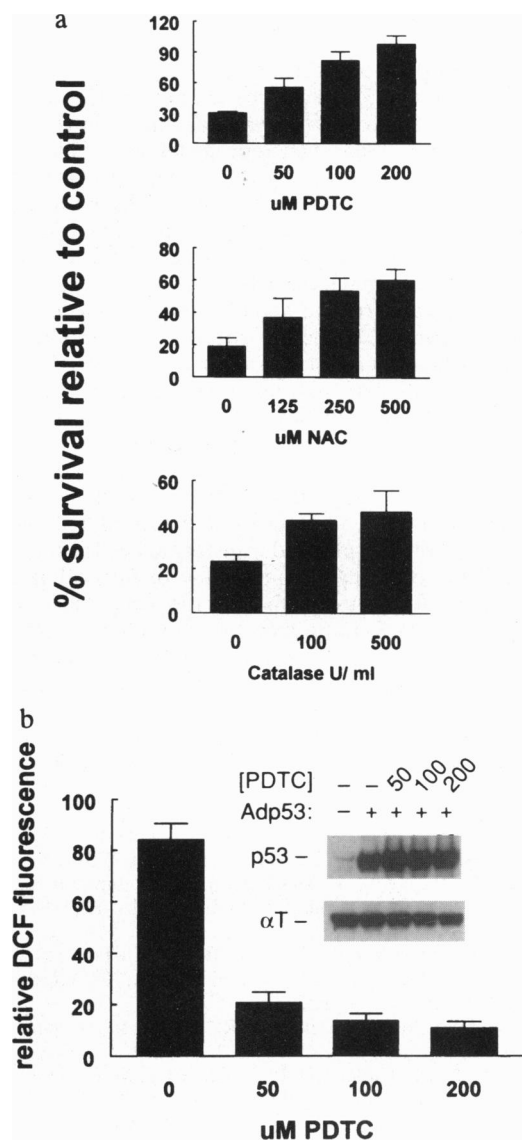 a
% survival relative to control
120
90
60
30
0
0 50 100 200
uM PDTC
80
60
40
20
0
0 125 250 500
uM NAC
60
40
20
0
0 100 500
Catalase U/ ml
b
relative DCF fluorescence
100
80
60
40
20
0
[PDTC] – – 50 100 200
Adp53: – + + + +
p53 –
αT –
0 50 100 200
uM PDTC